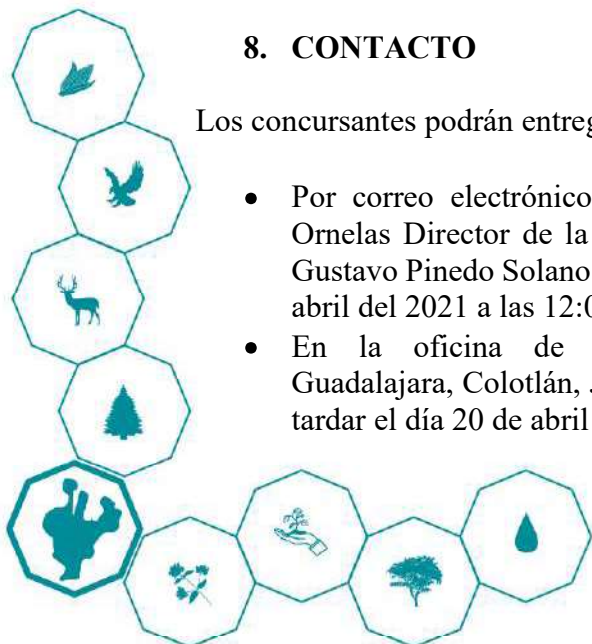 8. CONTACTO
Los concursantes podrán entreg
• Por correo electrónico
Ornelas Director de la
Gustavo Pinedo Solano
abril del 2021 a las 12:0
• En la oficina de
Guadalajara, Colotlán,
tardar el día 20 de abril